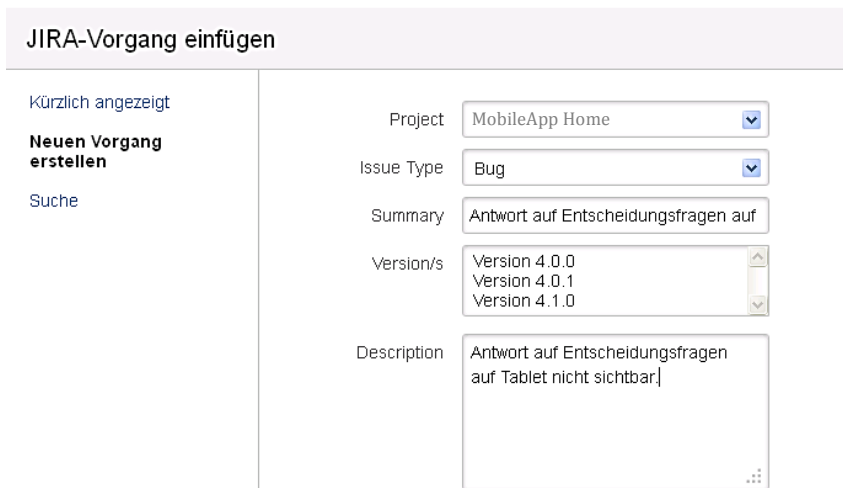 JIRA-Vorgang einfügen
Kürzlich angezeigt
Neuen Vorgang
erstellen
Suche
Project MobileApp Home
Issue Type Bug
Summary Antwort auf Entscheidungsfragen auf
Version/s Version 4.0.0
Version 4.0.1
Version 4.1.0
Description Antwort auf Entscheidungsfragen
auf Tablet nicht sichtbar.